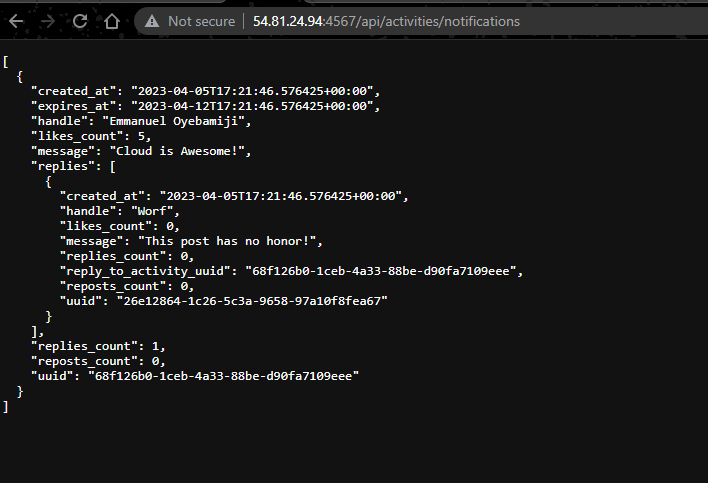 Not secure 54.81.24.94:4567/api/activities/notifications
[
  {
    "created_at": "2023-04-05T17:21:46.576425+00:00",
    "expires_at": "2023-04-12T17:21:46.576425+00:00",
    "handle": "Emmanuel Oyebamiji",
    "likes_count": 5,
    "message": "Cloud is Awesome!",
    "replies": [
      {
        "created_at": "2023-04-05T17:21:46.576425+00:00",
        "handle": "Worf",
        "likes_count": 0,
        "message": "This post has no honor!",
        "replies_count": 0,
        "reply_to_activity_uuid": "68f126b0-1ceb-4a33-88be-d90fa7109eee",
        "reposts_count": 0,
        "uuid": "26e12864-1c26-5c3a-9658-97a10f8fea67"
      }
    ],
    "replies_count": 1,
    "reposts_count": 0,
    "uuid": "68f126b0-1ceb-4a33-88be-d90fa7109eee"
  }
]